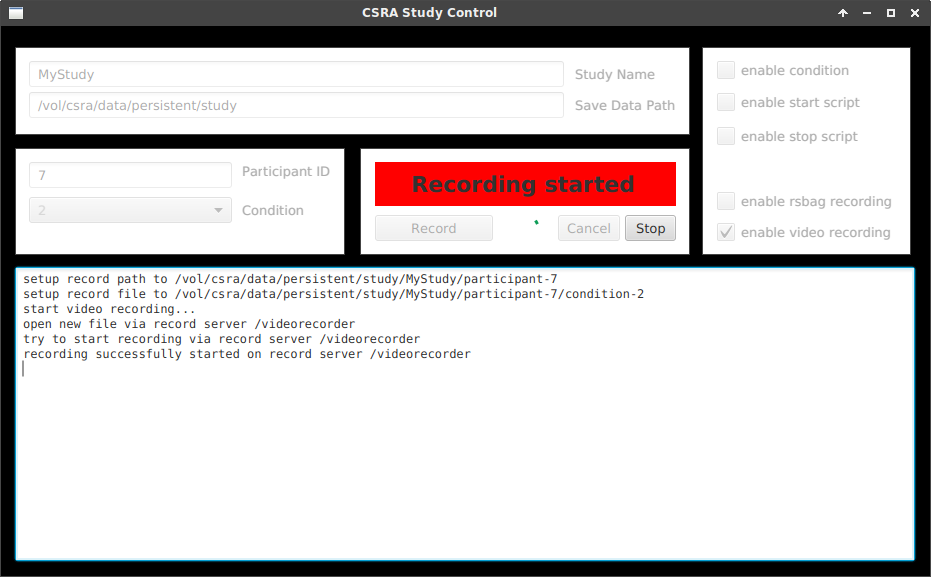 CSRA Study Control
MyStudy
Study Name
/vol/csra/data/persistent/study
Save Data Path
enable condition
enable start script
enable stop script
enable rsbag recording
enable video recording
7
Participant ID
2
Condition
Recording started
Record
Cancel
Stop
setup record path to /vol/csra/data/persistent/study/MyStudy/participant-7
setup record file to /vol/csra/data/persistent/study/MyStudy/participant-7/condition-2
start video recording...
open new file via record server /videorecorder
try to start recording via record server /videorecorder
recording successfully started on record server /videorecorder